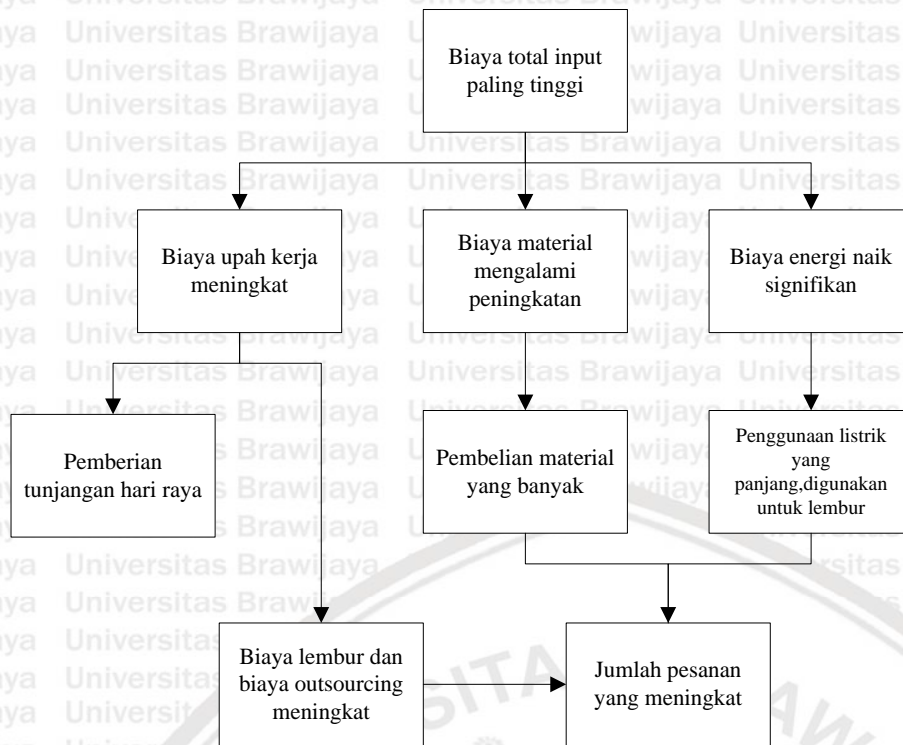 Biaya total input
paling tinggi
Biaya upah kerja
meningkat
Biaya material
mengalami
peningkatan
Biaya energi naik
signifikan
Pemberian
tunjangan hari raya
Pembelian material
yang banyak
Penggunaan listrik
yang
panjang,digunakan
untuk lembur
Biaya lembur dan
biaya outsourcing
meningkat
Jumlah pesanan
yang meningkat
Universitas Brawijaya